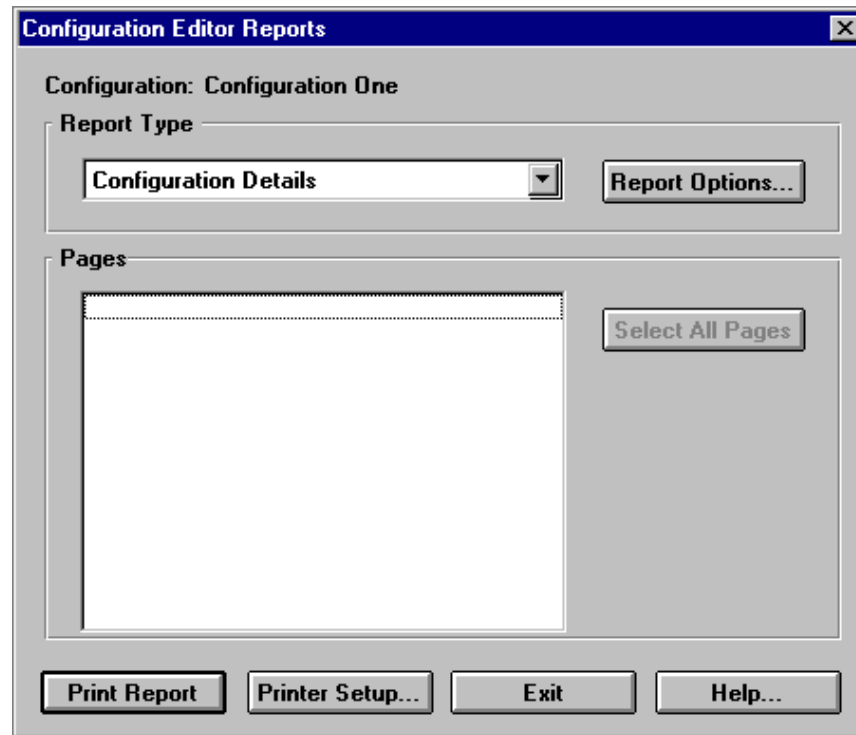 Configuration Editor Reports
Configuration: Configuration One
Report Type
Configuration Details
Report Options...
Pages
Select All Pages
Print Report
Printer Setup...
Exit
Help...